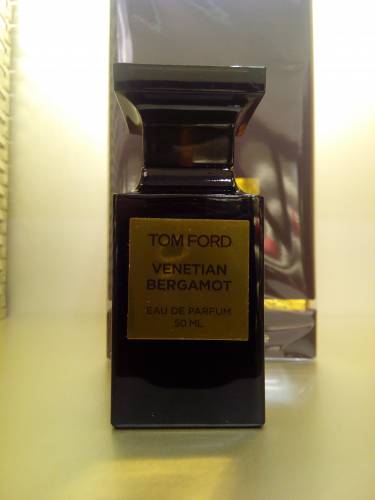 TOM FORD
VENETIAN
BERGAMOT
EAU DE PARFUM
50 ML